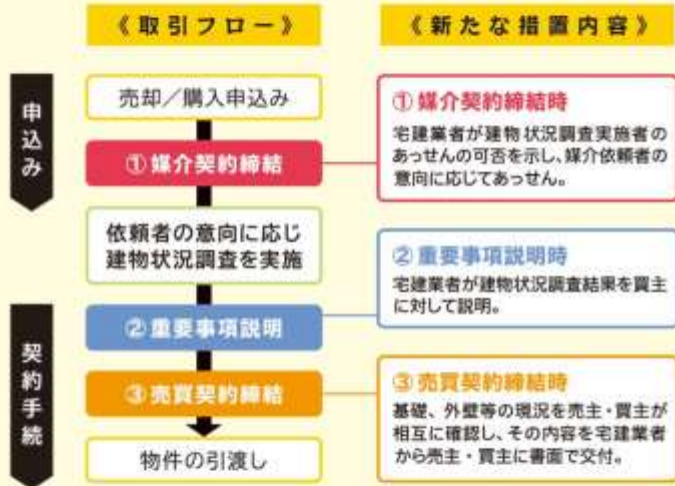 《取引フロー》
《新たな措置内容》
申込み
売却／購入申込み
①媒介契約締結
依頼者の意向に応じ
建物状況調査を実施
契約手続
②重要事項説明
③売買契約締結
物件の引渡し
①媒介契約締結時
宅建業者が建物状況調査実施者の
あっせんの可否を示し、媒介依頼者の
意向に応じてあっせん。
②重要事項説明時
宅建業者が建物状況調査結果を買主
に対して説明。
③売買契約締結時
基礎、外壁等の現況を売主・買主が
相互に確認し、その内容を宅建業者
から売主・買主に書面で交付。